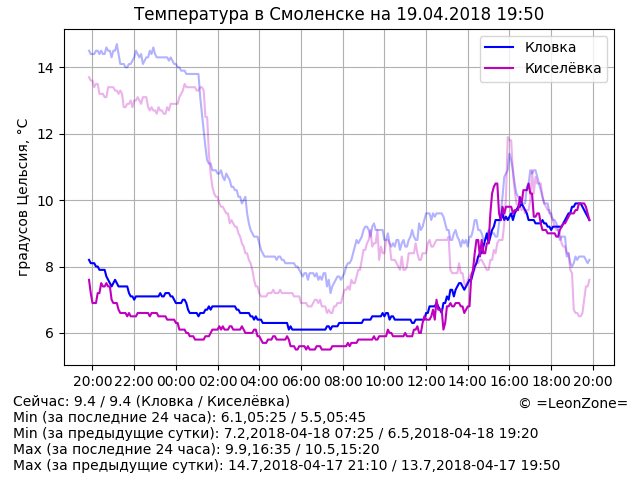 Температура в Смоленске на 19.04.2018 19:50
Кловка
Киселёвка
градусов Цельсия, °C
14
12
10
8
6
20:00 22:00 00:00 02:00 04:00 06:00 08:00 10:00 12:00 14:00 16:00 18:00 20:00
Сейчас: 9.4 / 9.4 (Кловка / Киселёвка)
© =LeonZone=
Min (за последние 24 часа): 6.1,05:25 / 5.5,05:45
Min (за предыдущие сутки): 7.2,2018-04-18 07:25 / 6.5,2018-04-18 19:20
Max (за последние 24 часа): 9.9,16:35 / 10.5,15:20
Max (за предыдущие сутки): 14.7,2018-04-17 21:10 / 13.7,2018-04-17 19:50